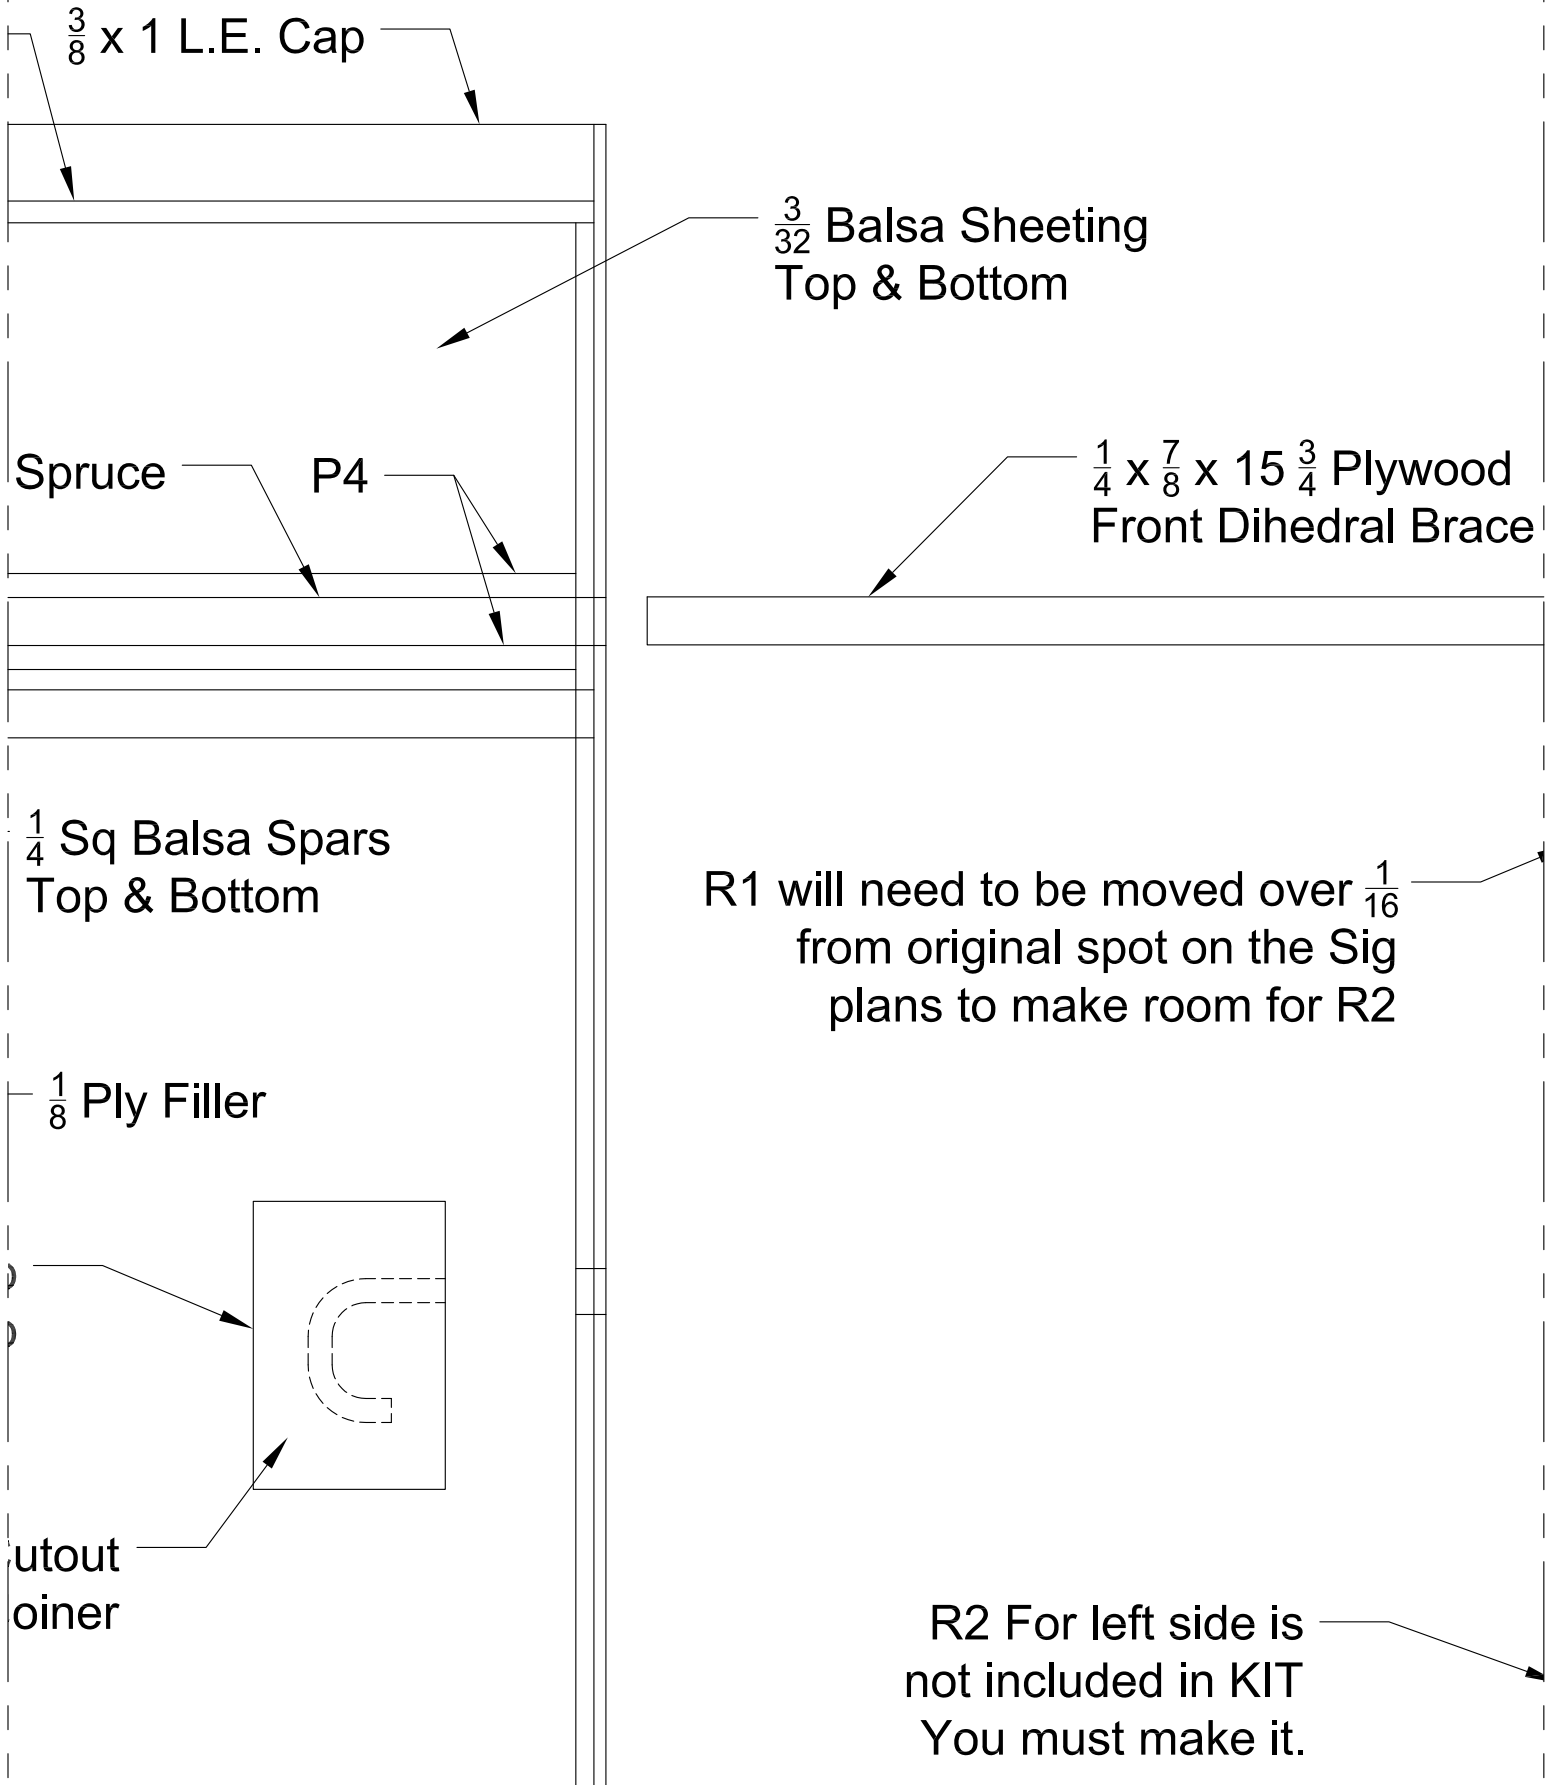 3/8 x 1 L.E. Cap
3/32 Balsa Sheeting
Top & Bottom
Spruce
P4
1/4 x 7/8 x 15 3/4 Plywood
Front Dihedral Brace
1/4 Sq Balsa Spars
Top & Bottom
R1 will need to be moved over 1/16
from original spot on the Sig
plans to make room for R2
1/8 Ply Filler
utout
oiner
R2 For left side is
not included in KIT
You must make it.